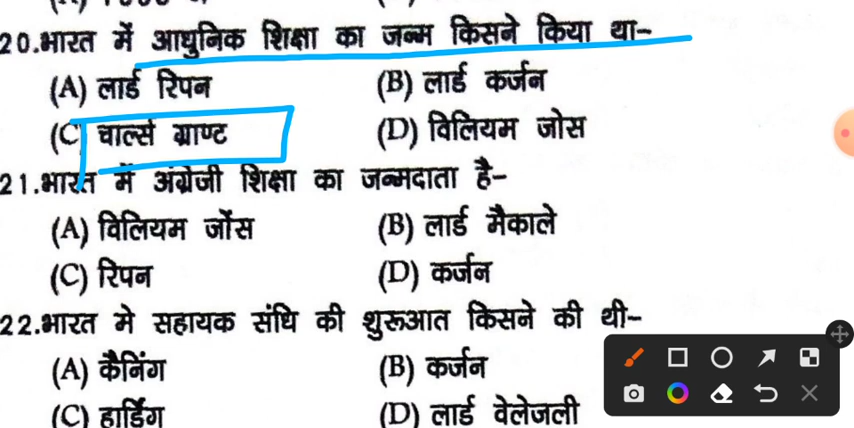 20.भारत में आधुनिक शिक्षा का जन्म किसने किया था-
(A) लार्ड रिपन (B) लार्ड कर्जन
(C) चार्ल्स ग्राण्ट (D) विलियम जोस
21.भारत में अंग्रेजी शिक्षा का जन्मदाता है-
(A) विलियम जोंस (B) लार्ड मैकाले
(C) रिपन (D) कर्जन
22.भारत मे सहायक संधि की शुरूआत किसने की थी-
(A) कैनिंग (B) कर्जन
(C) हार्डिंग (D) लार्ड वेलेजली